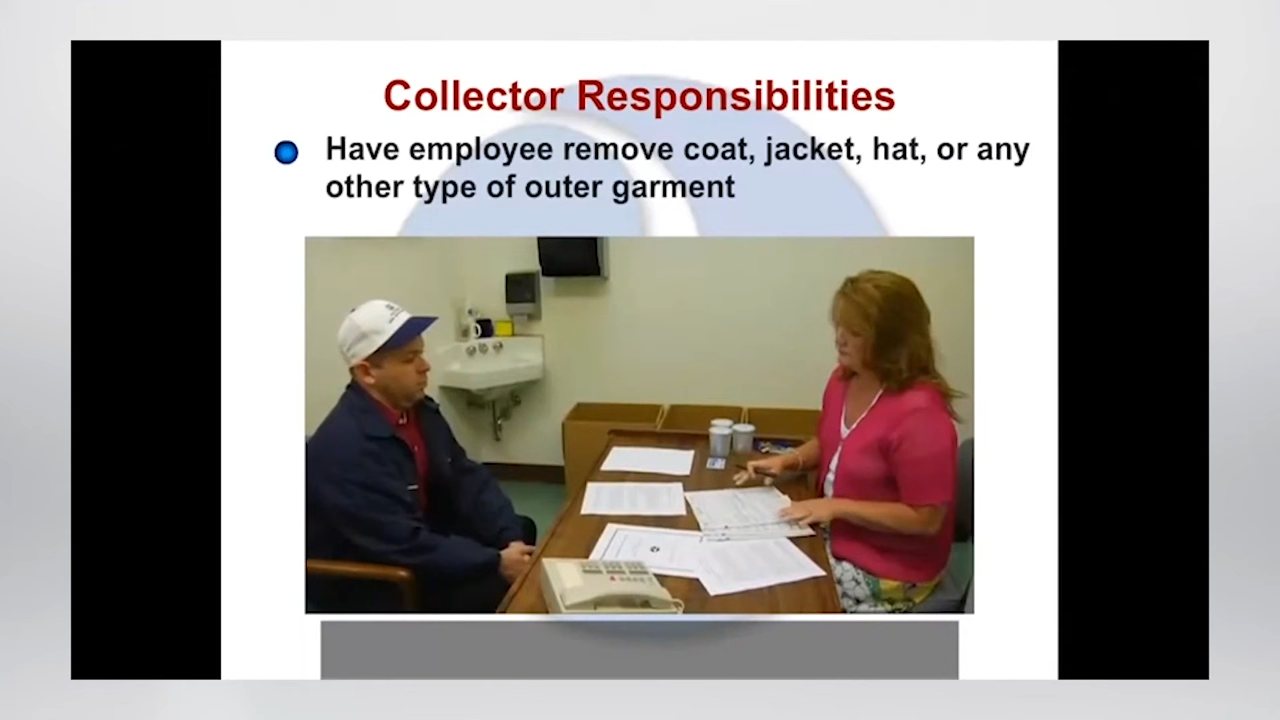 Collector Responsibilities
Have employee remove coat, jacket, hat, or any
other type of outer garment